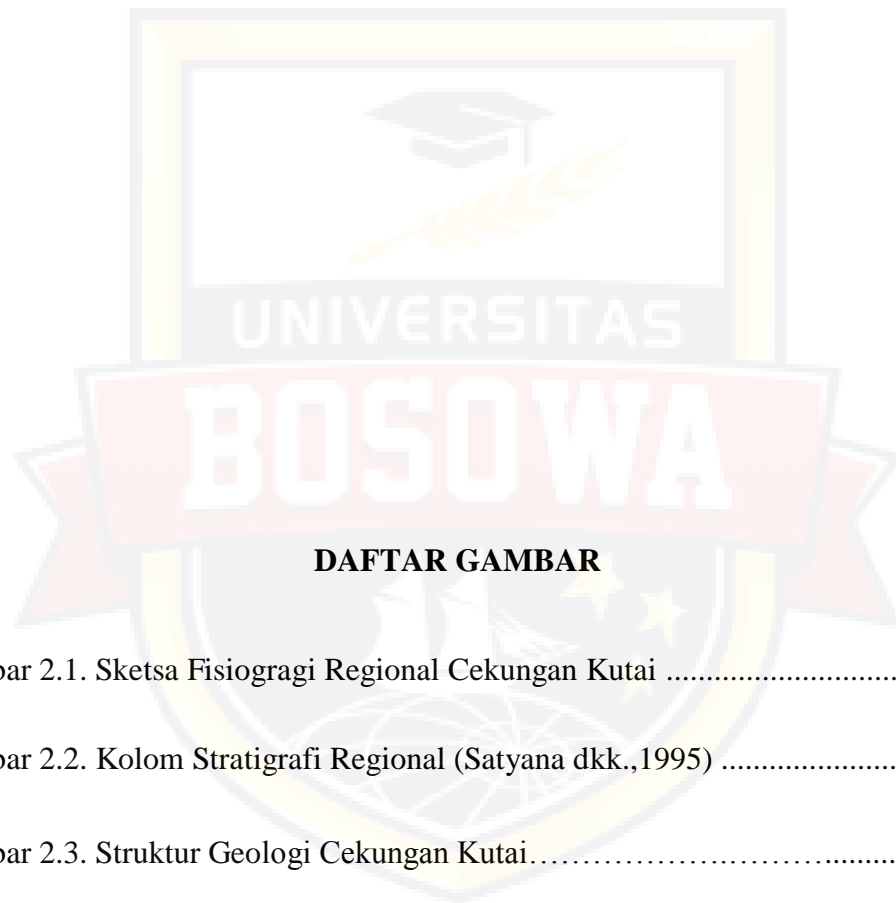 UNIVERSITAS
BOSOWA
DAFTAR GAMBAR
bar 2.1. Sketsa Fisiogragi Regional Cekungan Kutai .............................
bar 2.2. Kolom Stratigrafi Regional (Satyana dkk.,1995) ......................
bar 2.3. Struktur Geologi Cekungan Kutai……………….………….........